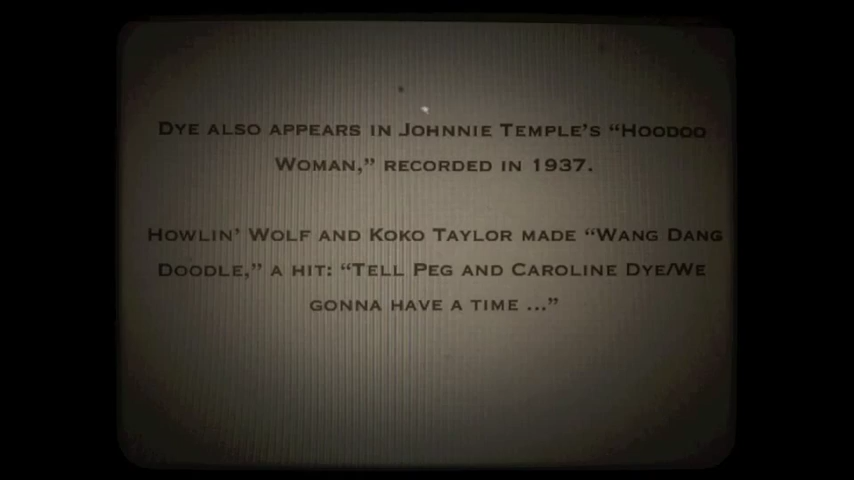 Dye also appears in Johnnie Temple's “Hoodoo
Woman,” recorded in 1937.
Howlin' Wolf and Koko Taylor made “Wang Dang
Doodle,” a hit: “Tell Peg and Caroline Dye/We
gonna have a time ...”